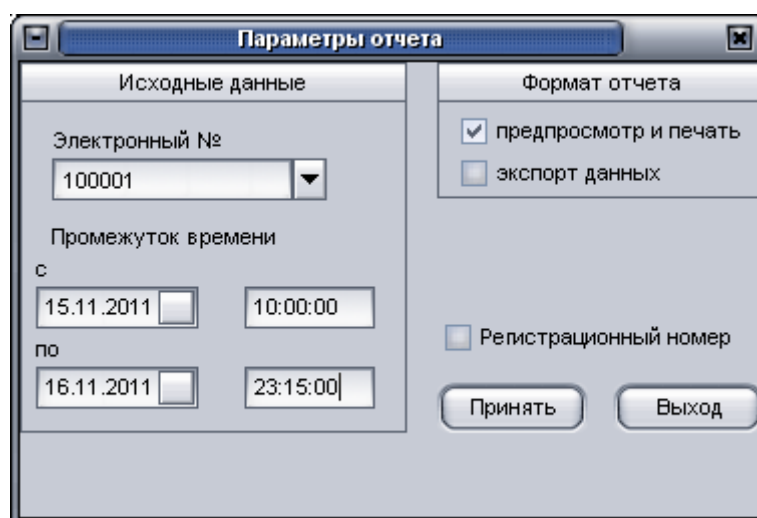 Параметры отчета
Исходные данные
Электронный №
100001
Промежуток времени
с
15.11.2011 10:00:00
по
16.11.2011 23:15:00
Формат отчета
предпросмотр и печать
экспорт данных
Регистрационный номер
Принять Выход